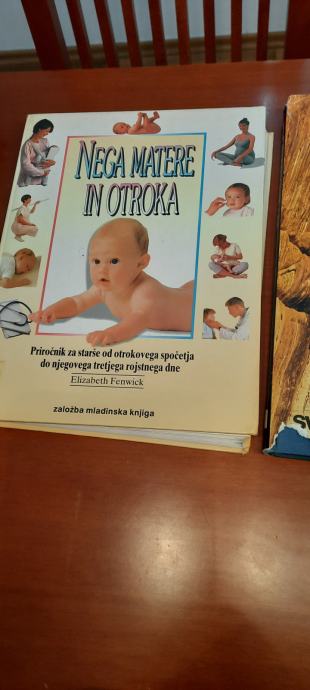 NEGA MATERE
IN OTROKA
Priročnik za starše od otrokovega spočetja
do njegovega tretjega rojstnega dne
Elizabeth Fenwick
založba mladinska knjiga